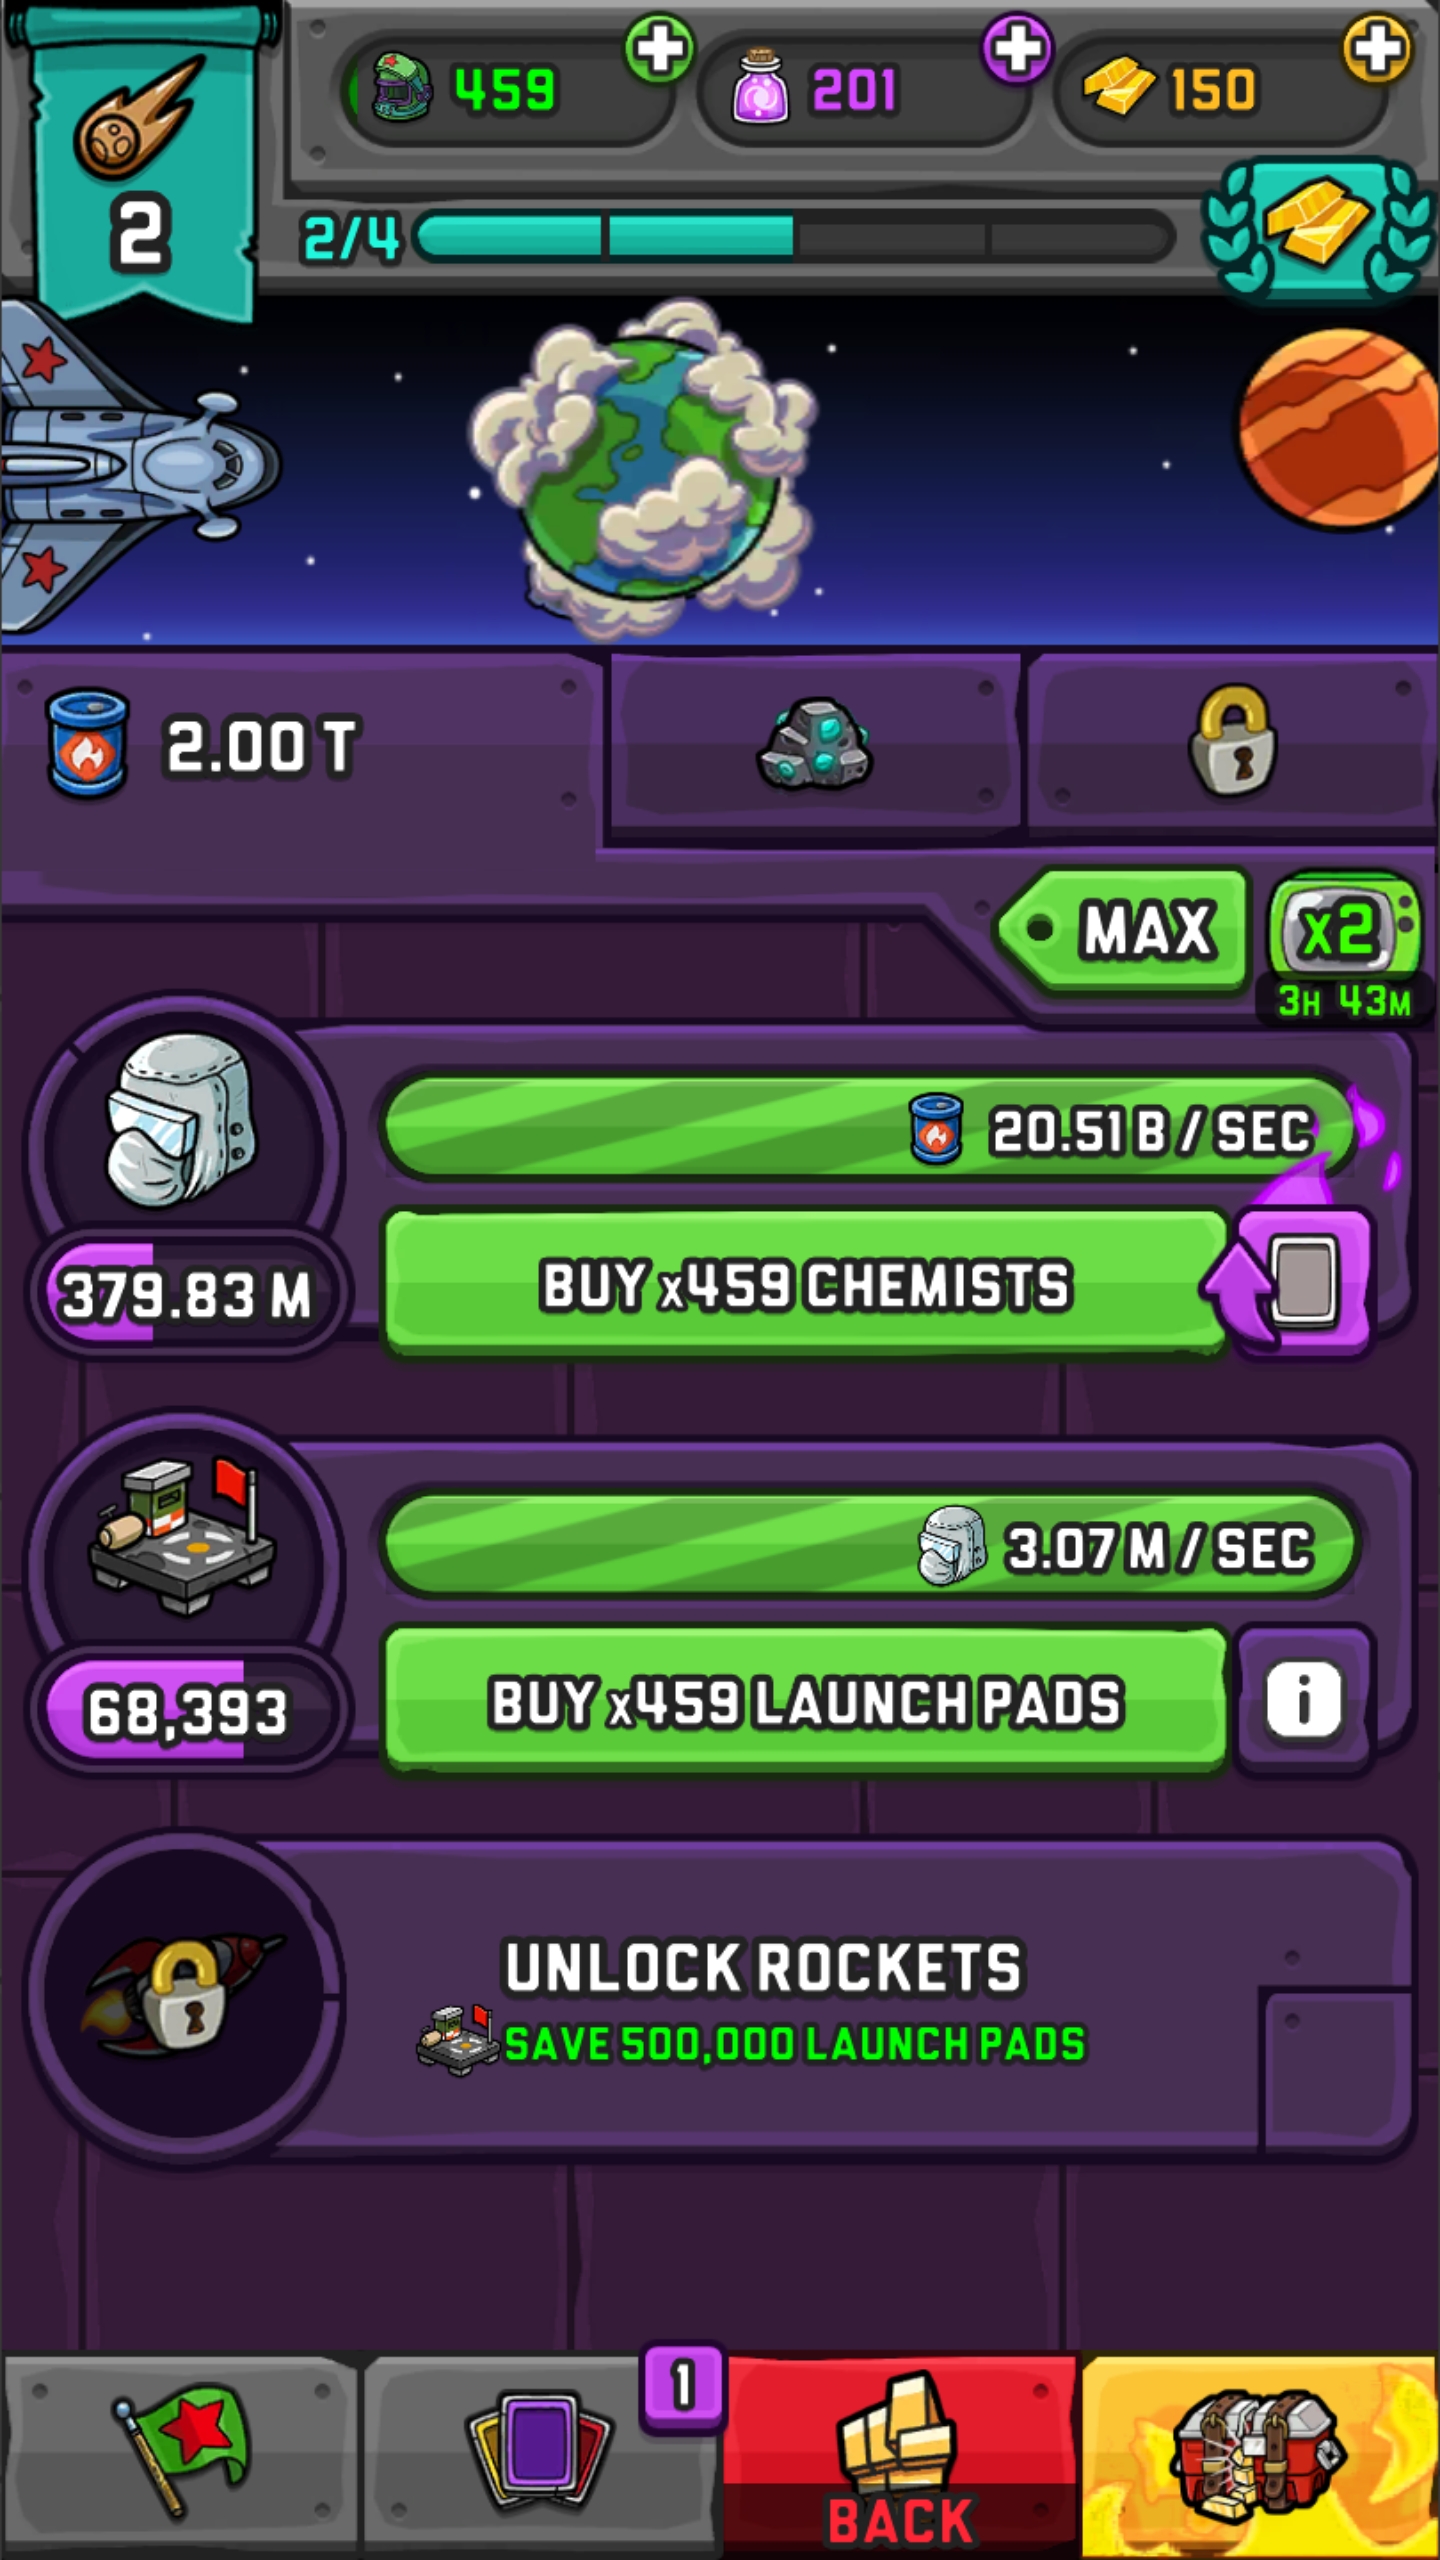 459
201
150
2
2/4
2.00 T
MAX
x2
3H 43M
20.51 B / SEC
379.83 M
BUY x459 CHEMISTS
3.07 M / SEC
68,393
BUY x459 LAUNCH PADS
i
UNLOCK ROCKETS
SAVE 500,000 LAUNCH PADS
1
BACK